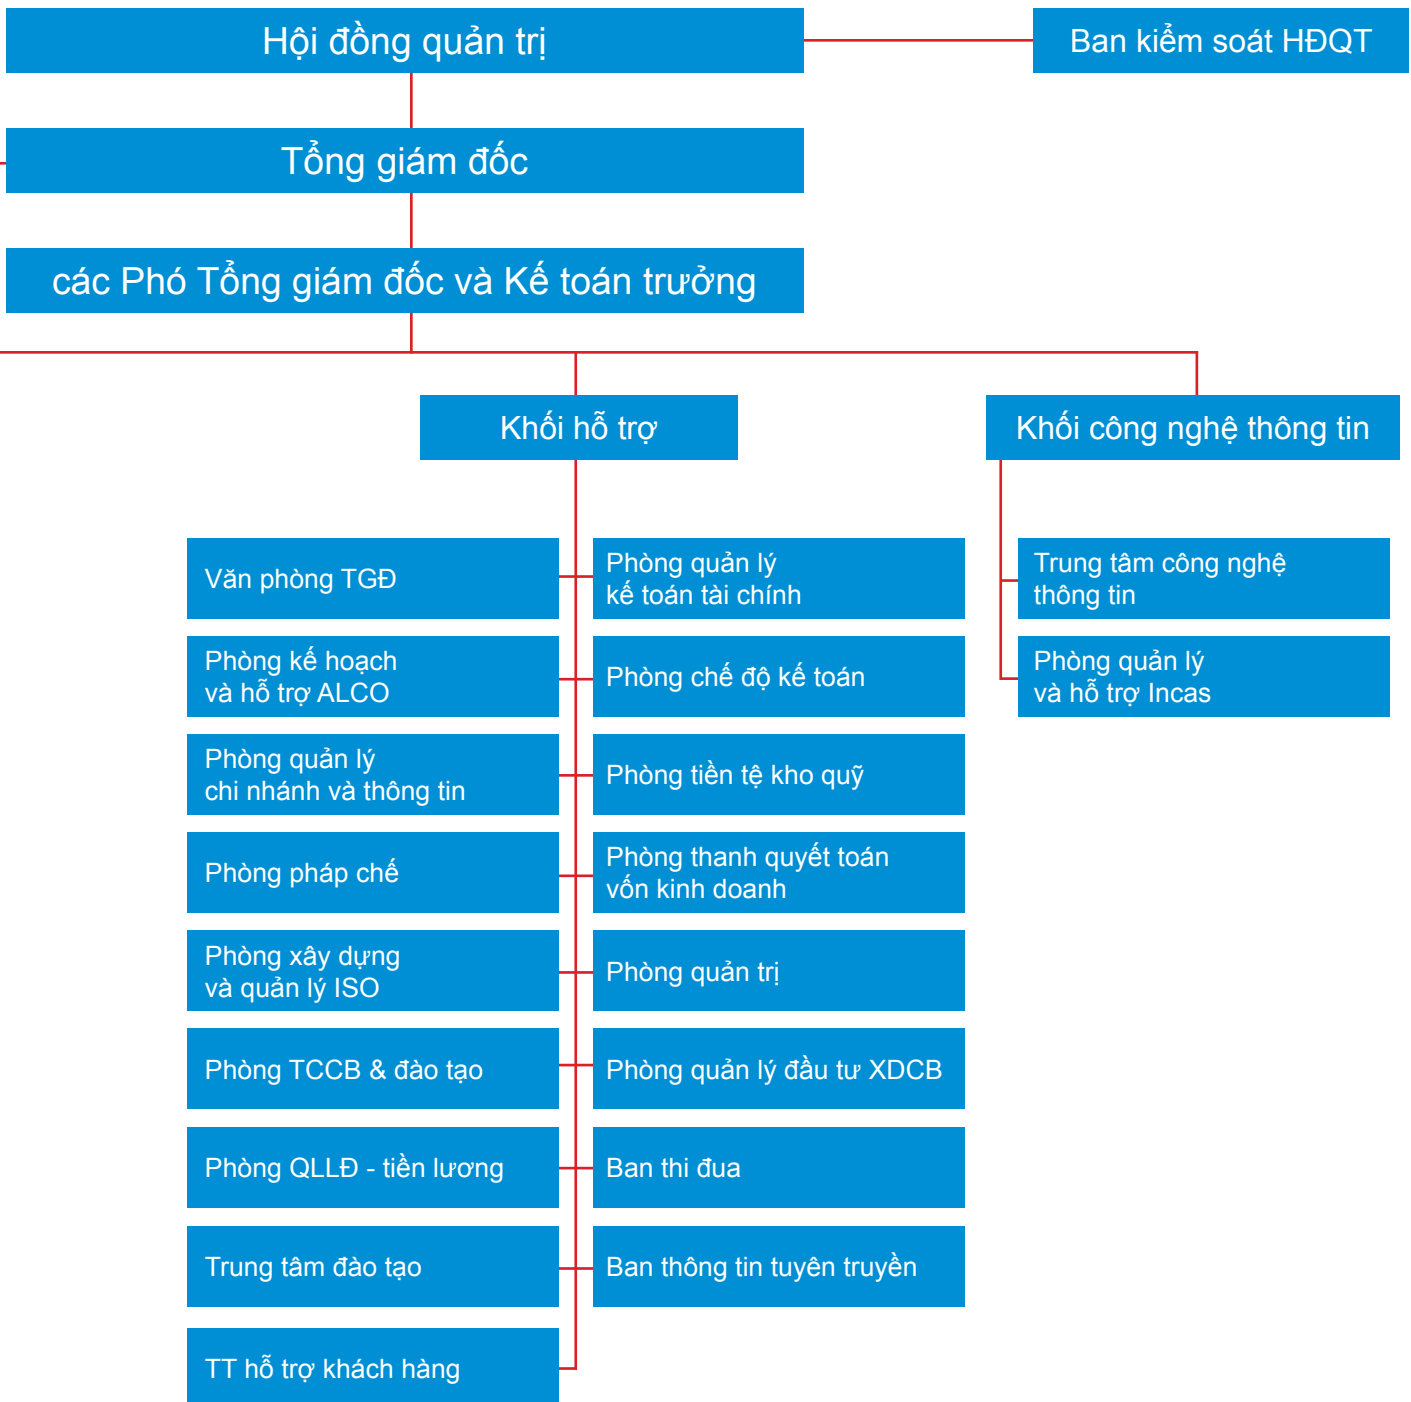 Hội đồng quản trị
Ban kiểm soát HĐQT
Tổng giám đốc
các Phó Tổng giám đốc và Kế toán trưởng
Khối hỗ trợ
Khối công nghệ thông tin
Văn phòng TGĐ
Phòng kế hoạch
và hỗ trợ ALCO
Phòng quản lý
chi nhánh và thông tin
Phòng pháp chế
Phòng xây dựng
và quản lý ISO
Phòng TCCB & đào tạo
Phòng QLLĐ - tiền lương
Trung tâm đào tạo
TT hỗ trợ khách hàng
Phòng quản lý
kế toán tài chính
Phòng chế độ kế toán
Phòng tiền tệ kho quỹ
Phòng thanh quyết toán
vốn kinh doanh
Phòng quản trị
Phòng quản lý đầu tư XDCB
Ban thi đua
Ban thông tin tuyên truyền
Trung tâm công nghệ
thông tin
Phòng quản lý
và hỗ trợ Incas